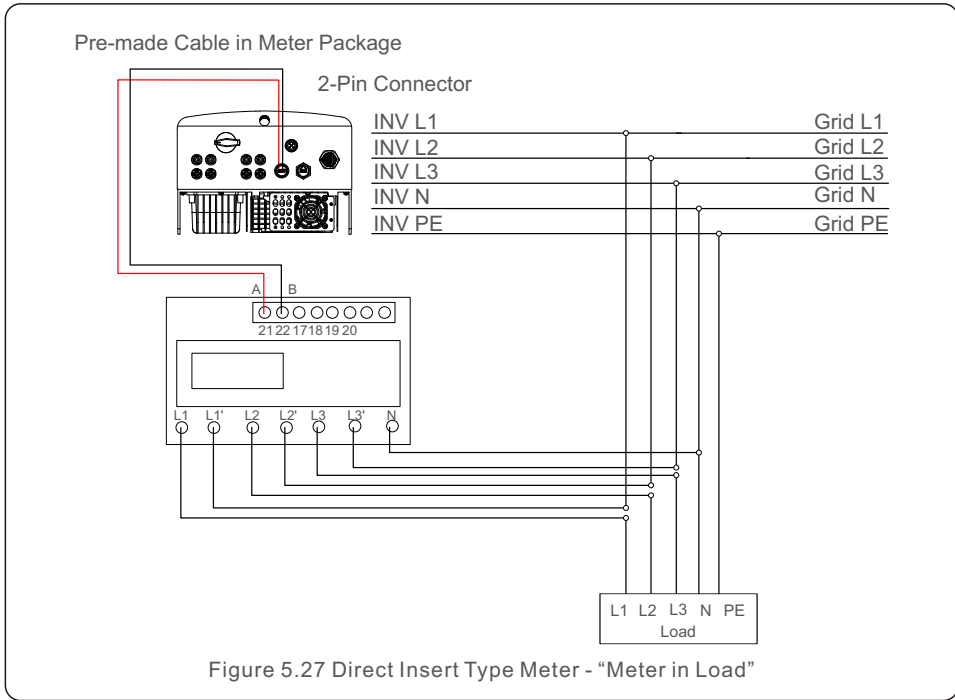 Pre-made Cable in Meter Package
2-Pin Connector
INV L1 Grid L1
INV L2 Grid L2
INV L3 Grid L3
INV N Grid N
INV PE Grid PE
A B
21 22 17 18 19 20
L1 L1' L2 L2' L3 L3' N
L1 L2 L3 N PE
Load
Figure 5.27 Direct Insert Type Meter - “Meter in Load”